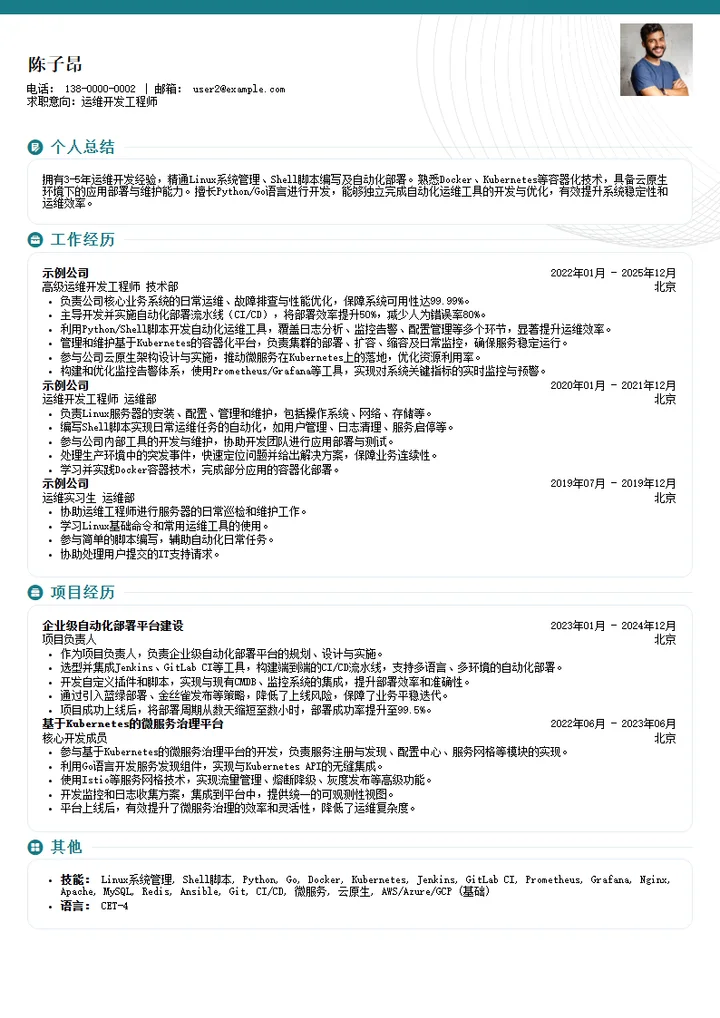 陈子昂
电话： 138-0000-0002 | 邮箱： user2@example.com
求职意向：运维开发工程师
个人总结
拥有3-5年运维开发经验，精通Linux系统管理、Shell脚本编写及自动化部署。熟悉Docker、Kubernetes等容器化技术，具备云原生
环境下的应用部署与维护能力。擅长Python/Go语言进行开发，能够独立完成自动化运维工具的开发与优化，有效提升系统稳定性和
运维效率。
工作经历
示例公司 2022年01月 - 2025年12月
高级运维开发工程师 技术部 北京
• 负责公司核心业务系统的日常运维、故障排查与性能优化，保障系统可用性达99.99%。
• 主导开发并实施自动化部署流水线（CI/CD），将部署效率提升50%，减少人为错误率80%。
• 利用Python/Shell脚本开发自动化运维工具，覆盖日志分析、监控告警、配置管理等多个环节，显著提升运维效率。
• 管理和维护基于Kubernetes的容器化平台，负责集群的部署、扩容、缩容及日常监控，确保服务稳定运行。
• 参与公司云原生架构设计与实施，推动微服务在Kubernetes上的落地，优化资源利用率。
• 构建和优化监控告警体系，使用Prometheus/Grafana等工具，实现对系统关键指标的实时监控与预警。
示例公司 2020年01月 - 2021年12月
运维开发工程师 运维部 北京
• 负责Linux服务器的安装、配置、管理和维护，包括操作系统、网络、存储等。
• 编写Shell脚本实现日常运维任务的自动化，如用户管理、日志清理、服务启停等。
• 参与公司内部工具的开发与维护，协助开发团队进行应用部署与测试。
• 处理生产环境中的突发事件，快速定位问题并给出解决方案，保障业务连续性。
• 学习并实践Docker容器技术，完成部分应用的容器化部署。
示例公司 2019年07月 - 2019年12月
运维实习生 运维部 北京
• 协助运维工程师进行服务器的日常巡检和维护工作。
• 学习Linux基础命令和常用运维工具的使用。
• 参与简单的脚本编写，辅助自动化日常任务。
• 协助处理用户提交的IT支持请求。
项目经历
企业级自动化部署平台建设 2023年01月 - 2024年12月
项目负责人 北京
• 作为项目负责人，负责企业级自动化部署平台的规划、设计与实施。
• 选型并集成Jenkins、GitLab CI等工具，构建端到端的CI/CD流水线，支持多语言、多环境的自动化部署。
• 开发自定义插件和脚本，实现与现有CMDB、监控系统的集成，提升部署效率和准确性。
• 通过引入蓝绿部署、金丝雀发布等策略，降低了上线风险，保障了业务平稳迭代。
• 项目成功上线后，将部署周期从数天缩短至数小时，部署成功率提升至99.5%。
基于Kubernetes的微服务治理平台 2022年06月 - 2023年06月
核心开发成员 北京
• 参与基于Kubernetes的微服务治理平台的开发，负责服务注册与发现、配置中心、服务网格等模块的实现。
• 利用Go语言开发服务发现组件，实现与Kubernetes API的无缝集成。
• 使用Istio等服务网格技术，实现流量管理、熔断降级、灰度发布等高级功能。
• 开发监控和日志收集方案，集成到平台中，提供统一的可观测性视图。
• 平台上线后，有效提升了微服务治理的效率和灵活性，降低了运维复杂度。
其他
• 技能： Linux系统管理, Shell脚本, Python, Go, Docker, Kubernetes, Jenkins, GitLab CI, Prometheus, Grafana, Nginx,
Apache, MySQL, Redis, Ansible, Git, CI/CD, 微服务, 云原生, AWS/Azure/GCP (基础)
• 语言： CET-4